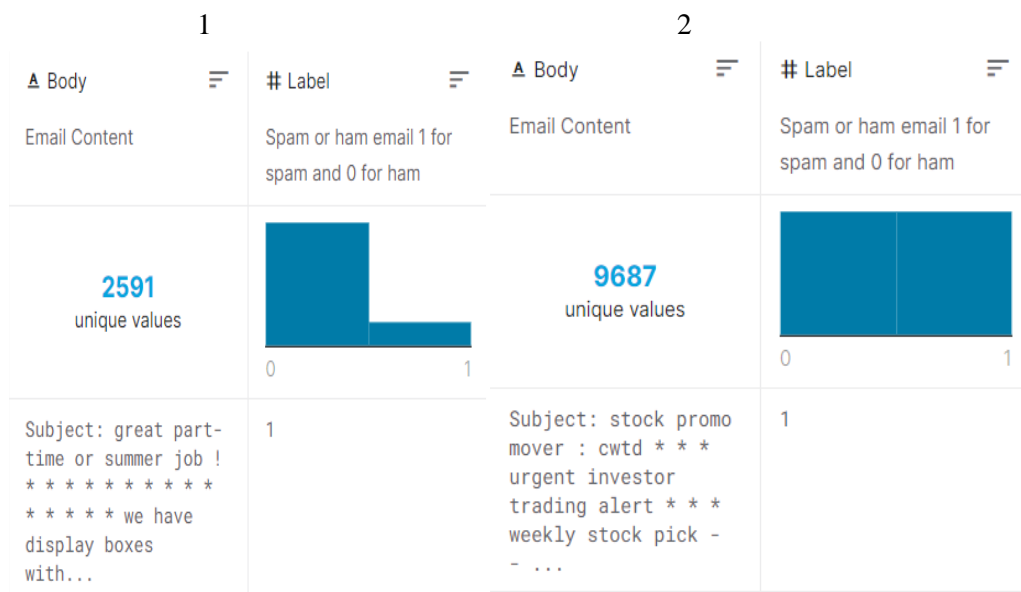 1
A Body
# Label
Email Content
Spam or ham email 1 for
spam and 0 for ham
2591
unique values
0
1
Subject: great part-
time or summer job !
* * * * * * * * * *
* * * * * we have
display boxes
with...
1
2
A Body
# Label
Email Content
Spam or ham email 1 for
spam and 0 for ham
9687
unique values
0
1
Subject: stock promo
mover : cwtd * * *
urgent investor
trading alert * * *
weekly stock pick -
- ...
1